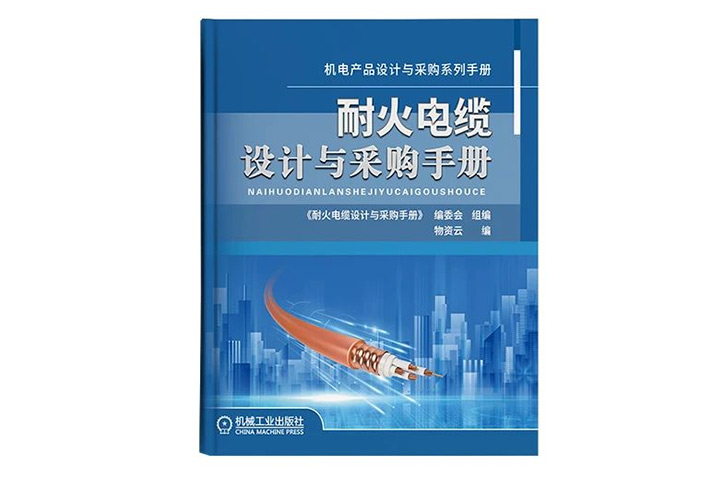 机电产品设计与采购系列手册
耐火电缆
设计与采购手册
NAIHUODIANLANSHEJIYUCAIGOUSHOUCE
《耐火电缆设计与采购手册》 编委会 组编
物资云 编
机械工业出版社
CHINA MACHINE PRESS